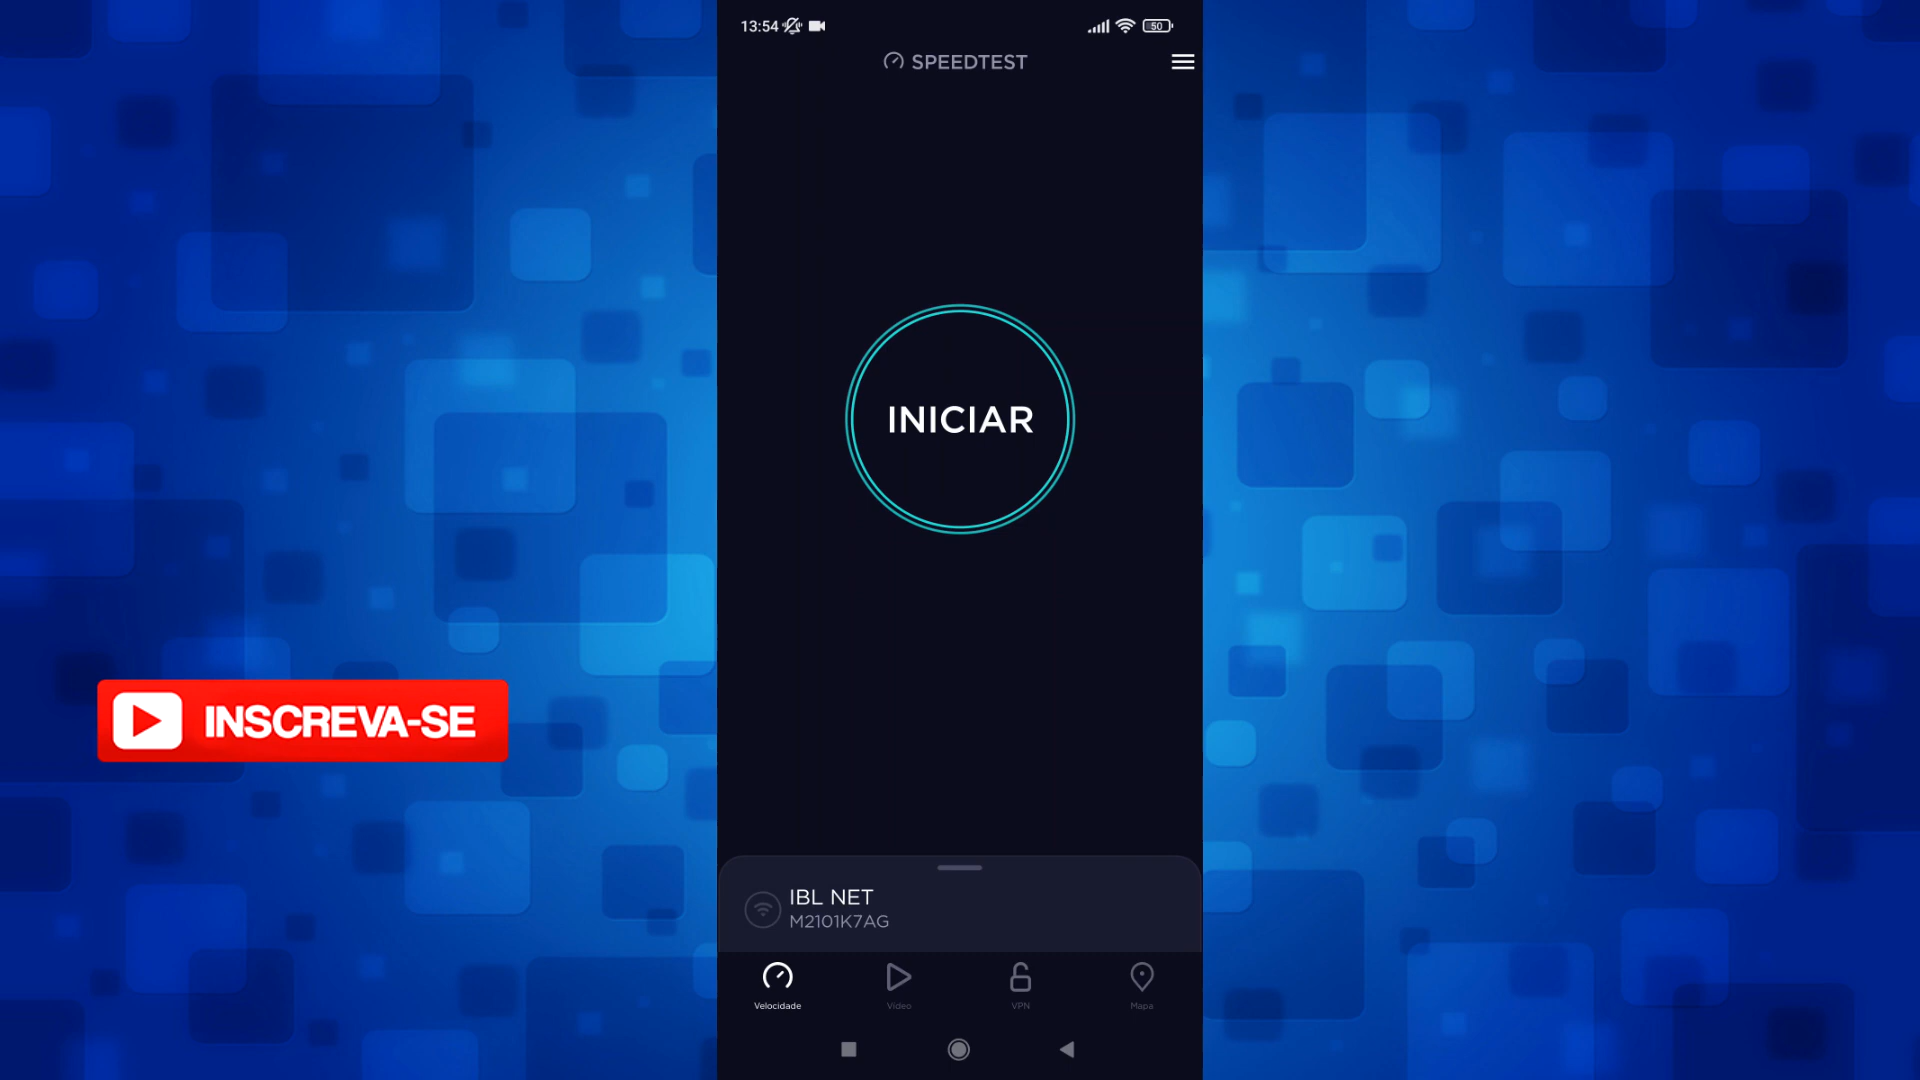 13:54
50
SPEEDTEST
INICIAR
INSCREVA-SE
IBL NET
M2101K7AG
Velocidade
Vídeo
VPN
Mapa